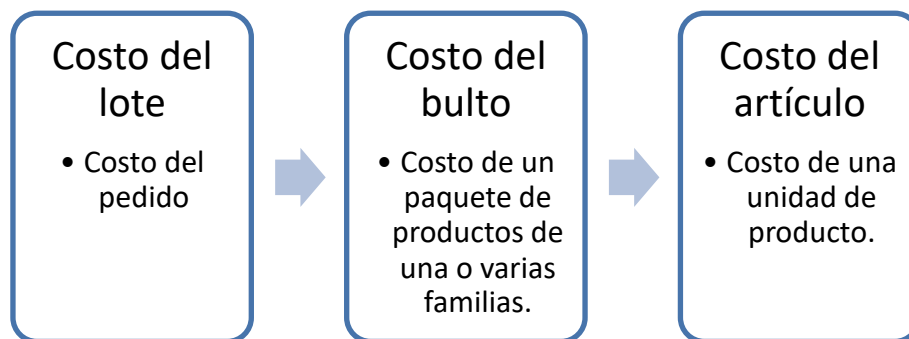 Costo del
lote
• Costo del
pedido
Costo del
bulto
• Costo de un
paquete de
productos de
una o varias
familias.
Costo del
artículo
• Costo de una
unidad de
producto.